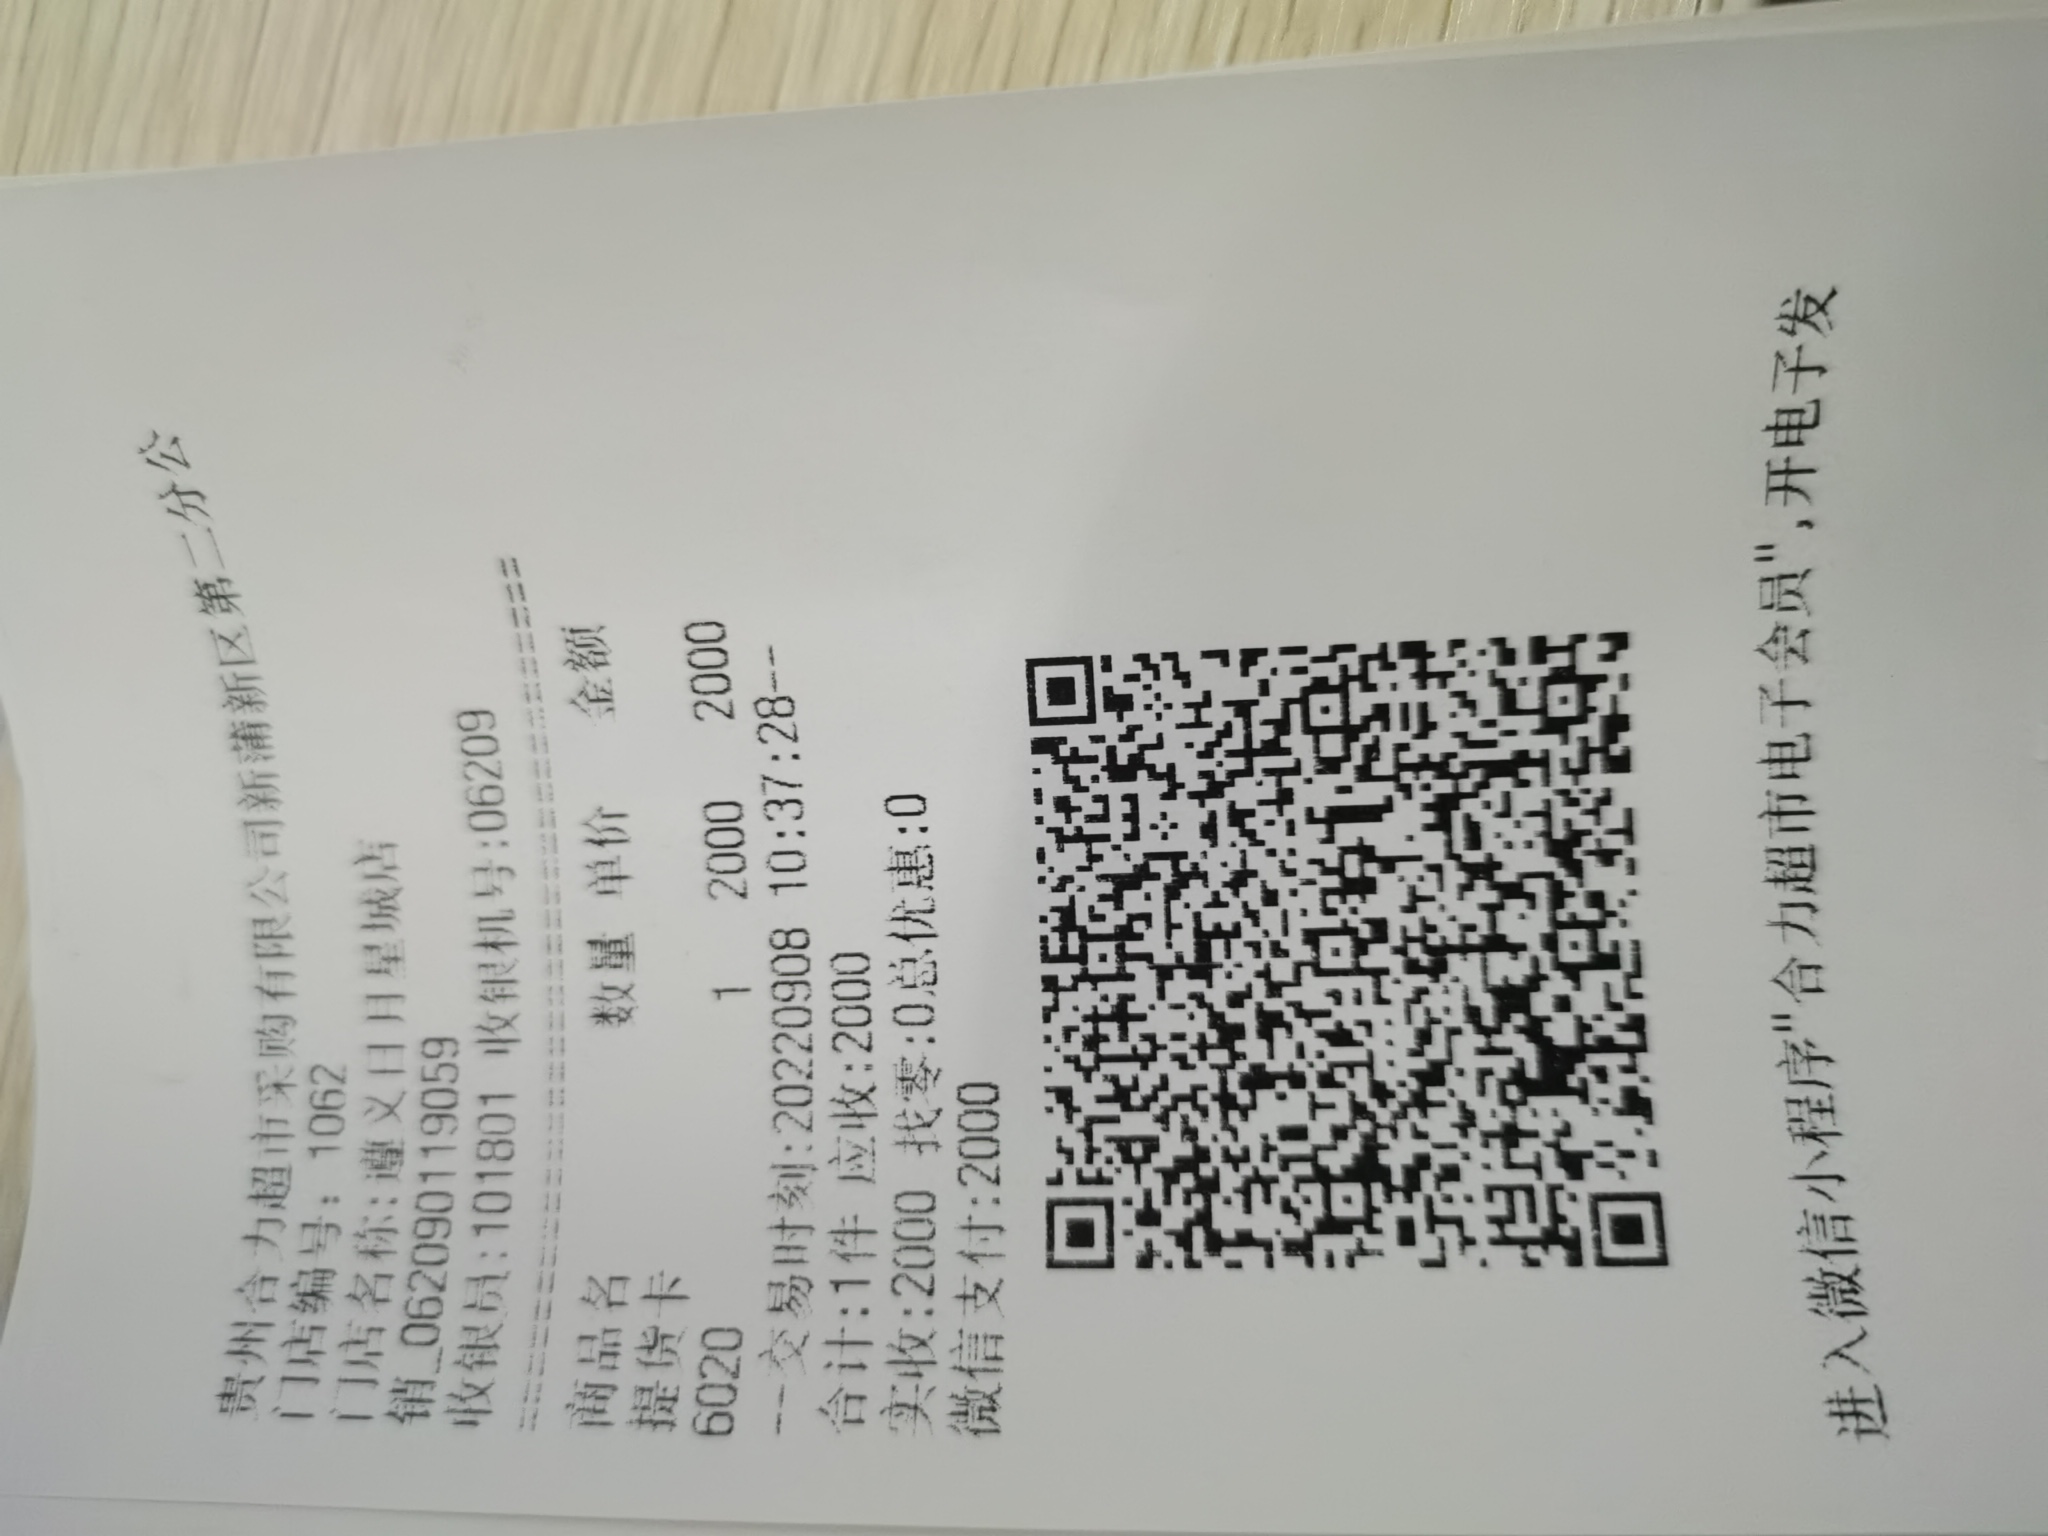 贵州合力超市采购有限公司新蒲新区第二分公
门店编号: 1062
门店名称:遵义日月星城店
销_0620901190​59
收银员:101801 收银机号:06209
================================
商品名 数量 单价 金额
提货卡
6020 1 2000 2000
--交易时刻:20220908 10:37:28--
合计:1件 应收:2000
实收:2000 找零:0总优惠:0
微信支付:2000
进入微信小程序"合力超市电子会员",开电子发